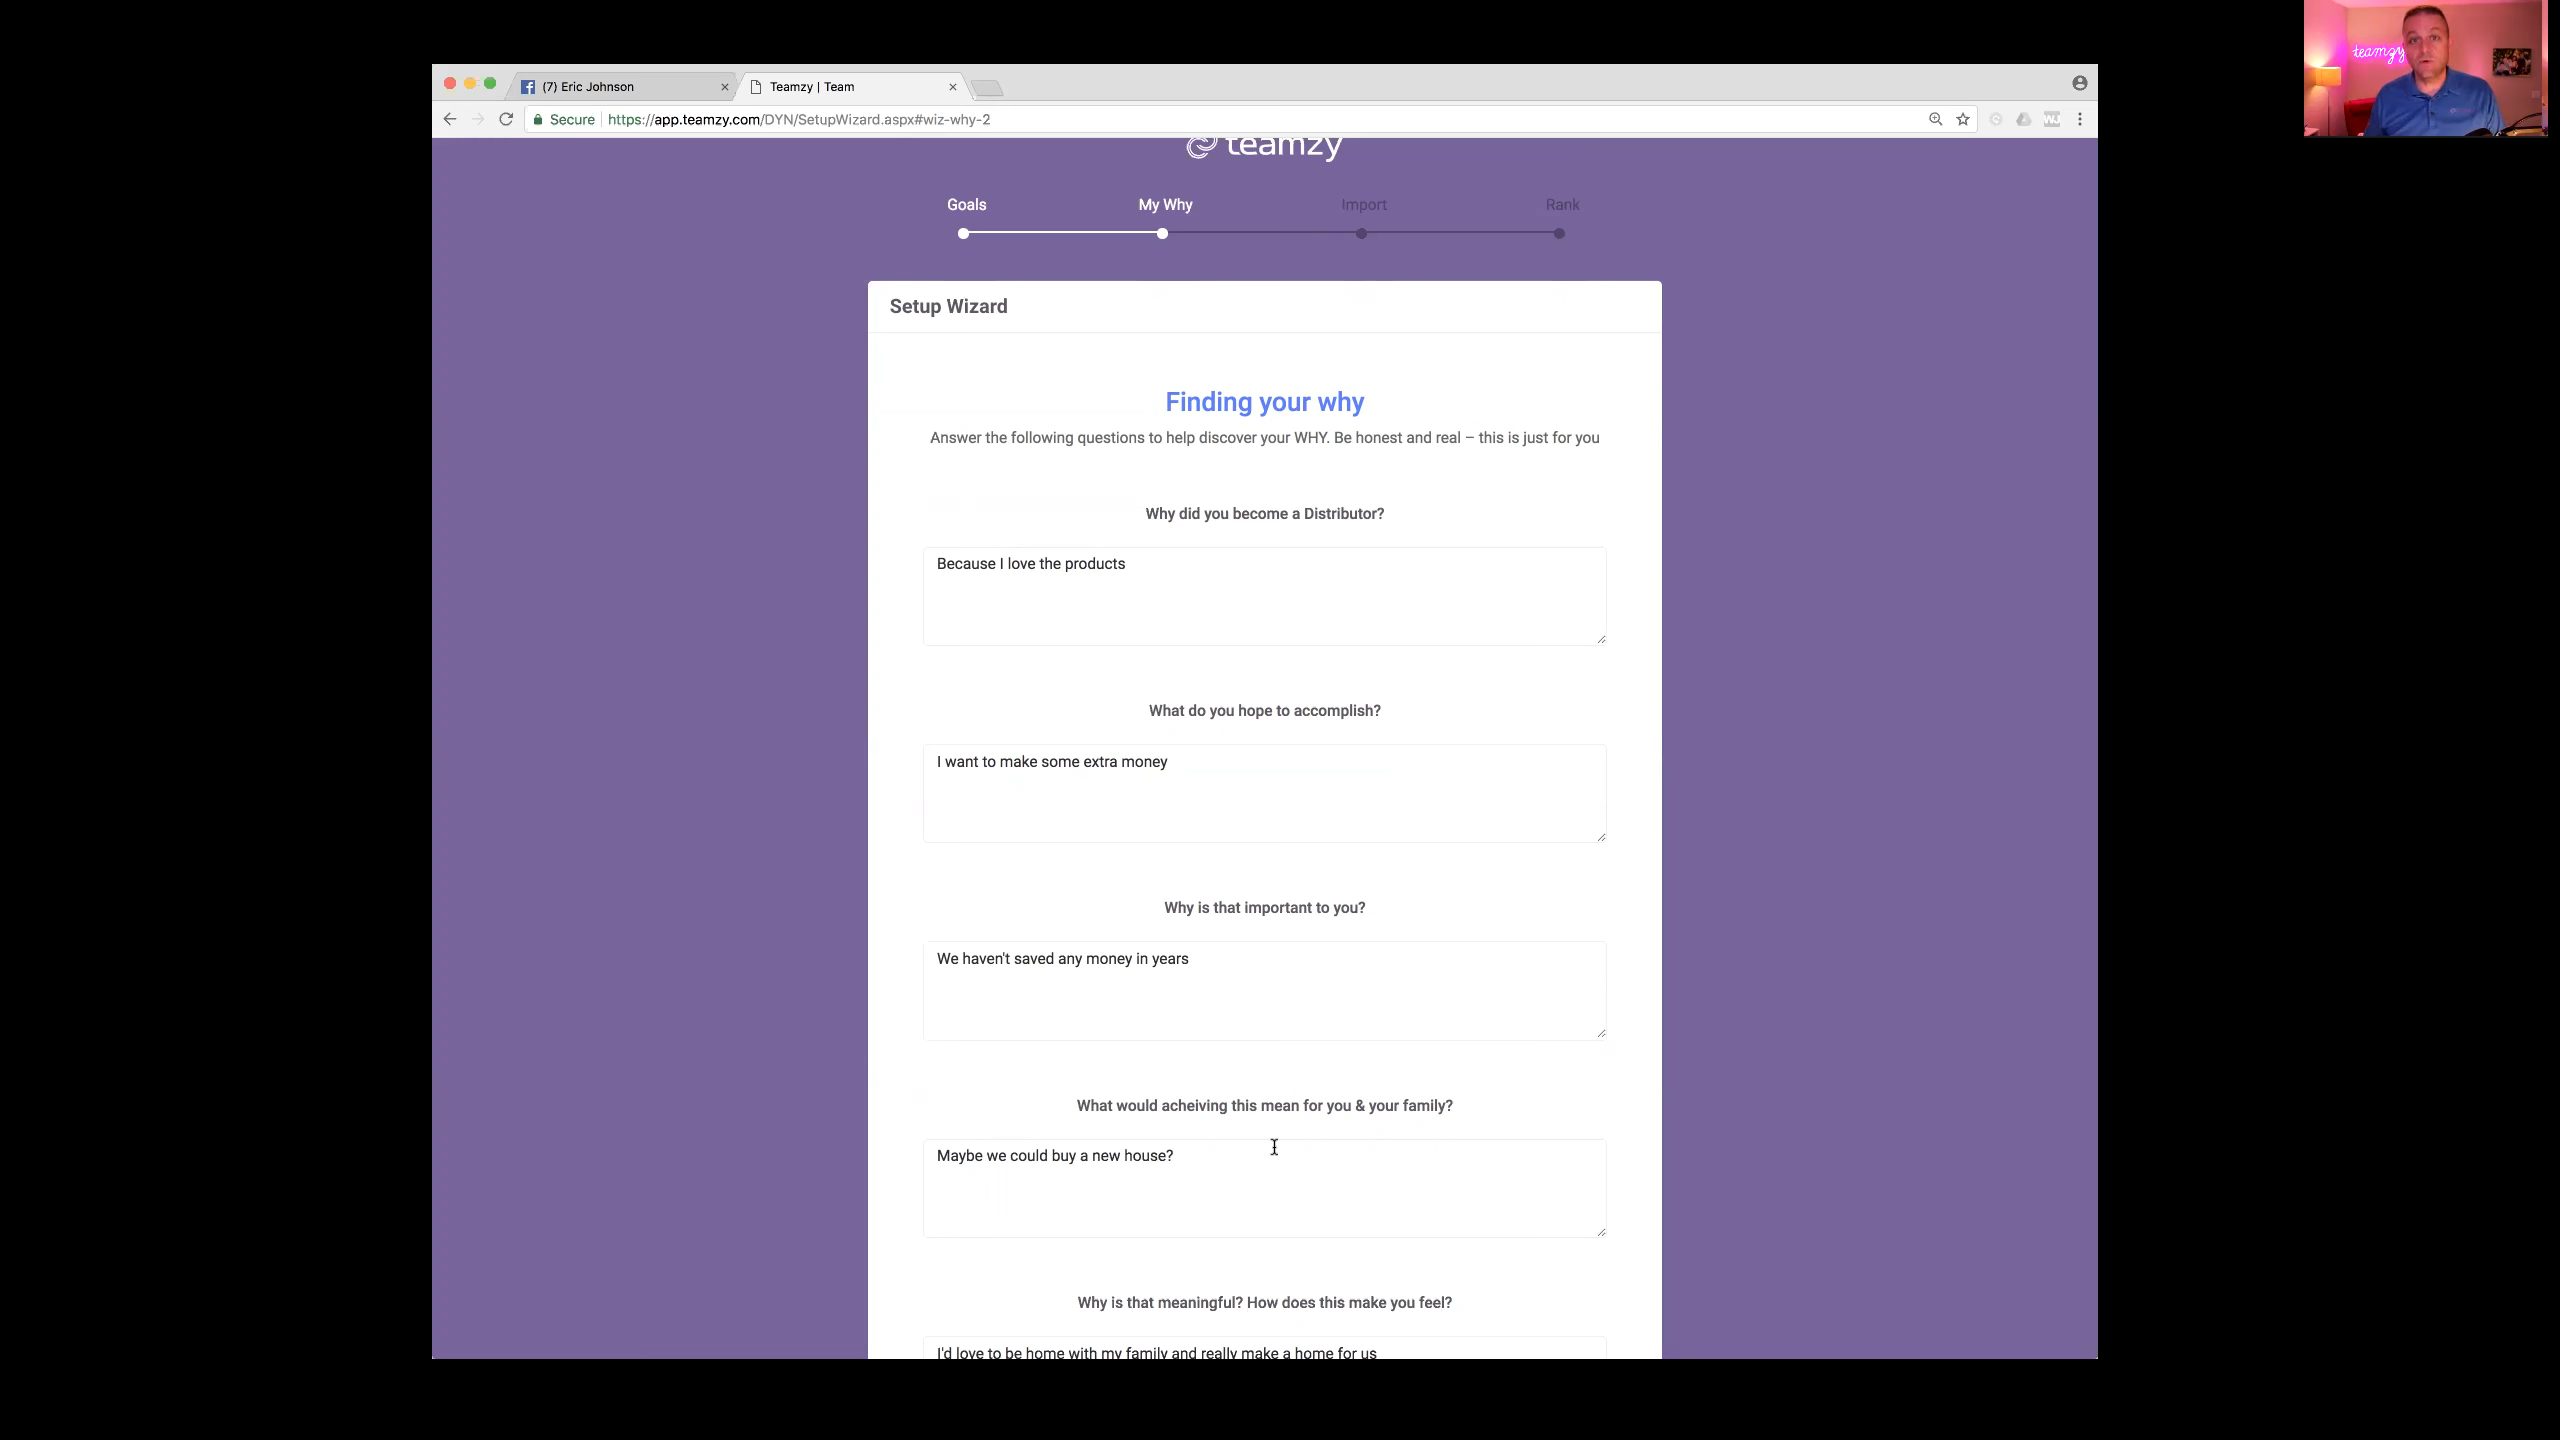 (7) Eric Johnson
Teamzy | Team
Secure
https://app.teamzy.com/DYN/SetupWizard.aspx#wiz-why-2
teamzy
teamzy
Goals
My Why
Import
Rank
Setup Wizard
Finding your why
Answer the following questions to help discover your WHY. Be honest and real – this is just for you
Why did you become a Distributor?
Because I love the products
What do you hope to accomplish?
I want to make some extra money
Why is that important to you?
We haven't saved any money in years
What would acheiving this mean for you & your family?
Maybe we could buy a new house?
Why is that meaningful? How does this make you feel?
I'd love to be home with my family and really make a home for us